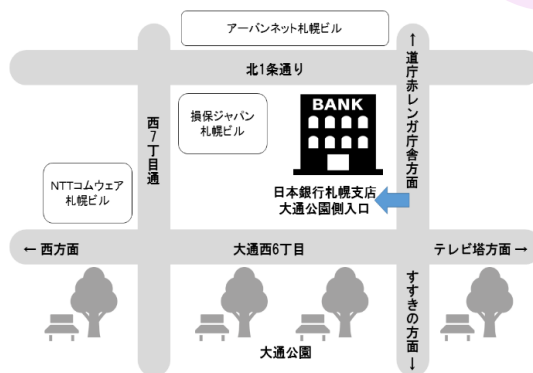 アーバンネット札幌ビル
北1条通り
↑道庁赤レンガ庁舎方面
西7丁目通
損保ジャパン
札幌ビル
BANK
NTTコムウェア
札幌ビル
日本銀行札幌支店
大通公園側入口
← 西方面
大通西6丁目
テレビ塔方面 →
すすきの方面↓
大通公園